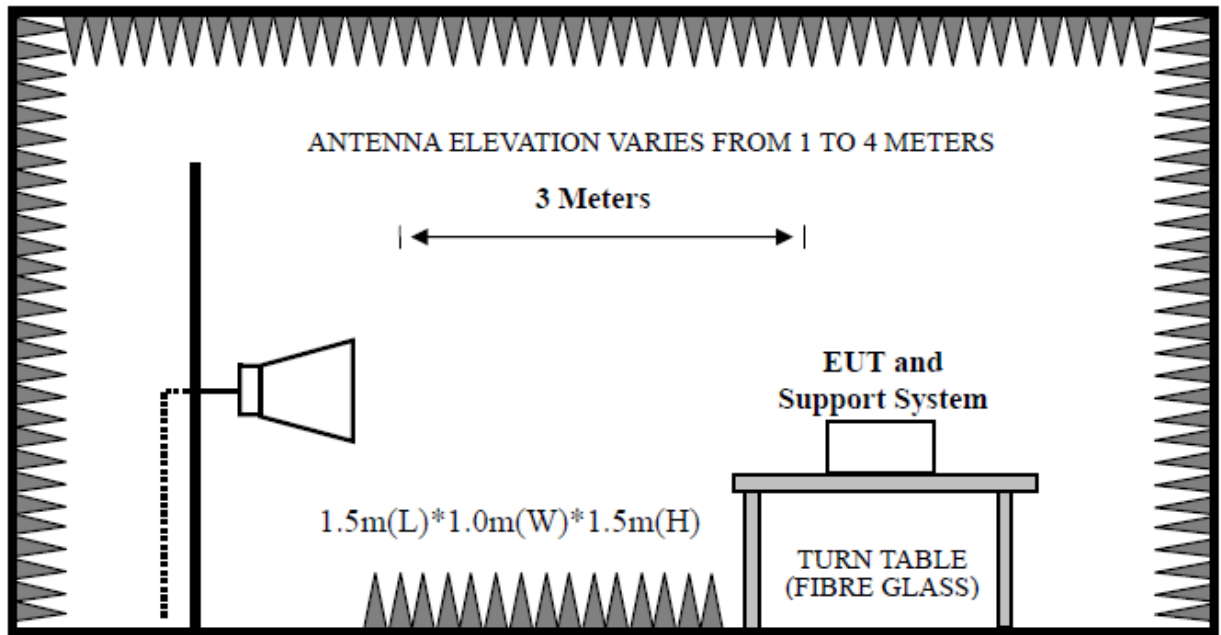 ANTENNA ELEVATION VARIES FROM 1 TO 4 METERS
3 Meters
EUT and
Support System
1.5m(L)*1.0m(W)*1.5m(H)
TURN TABLE
(FIBRE GLASS)